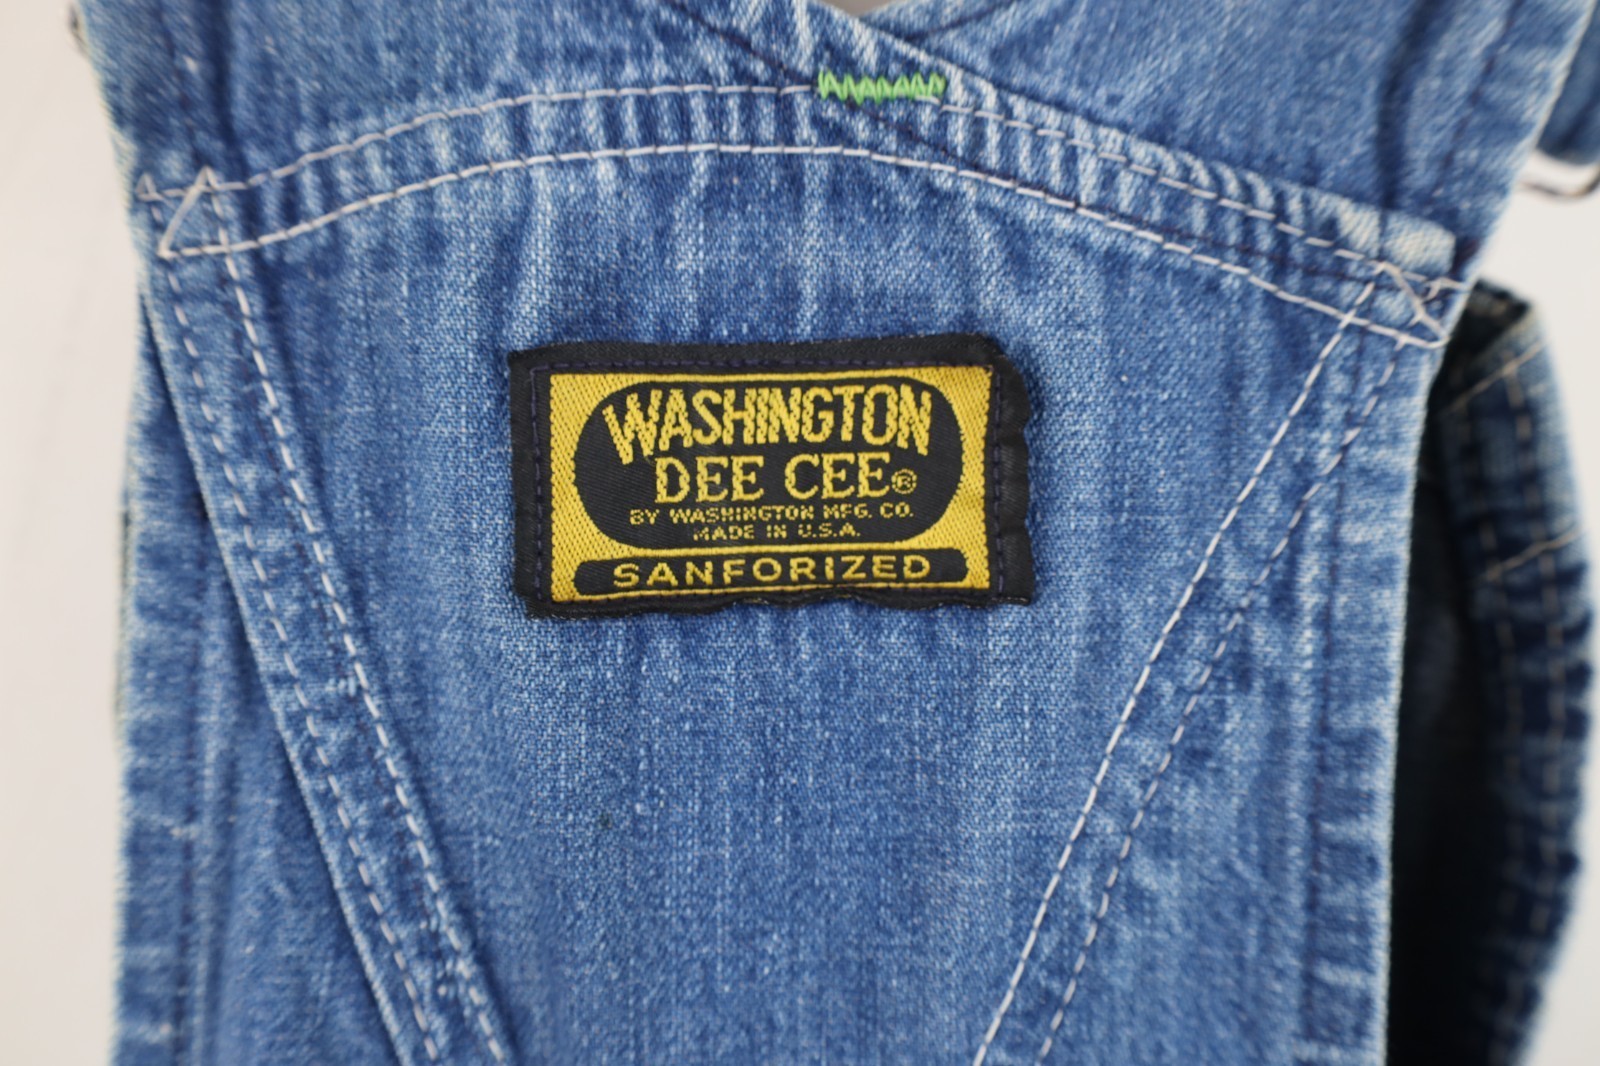 WASHINGTON
DEE CEE®
BY WASHINGTON MFG. CO.
MADE IN U.S.A.
SANFORIZED